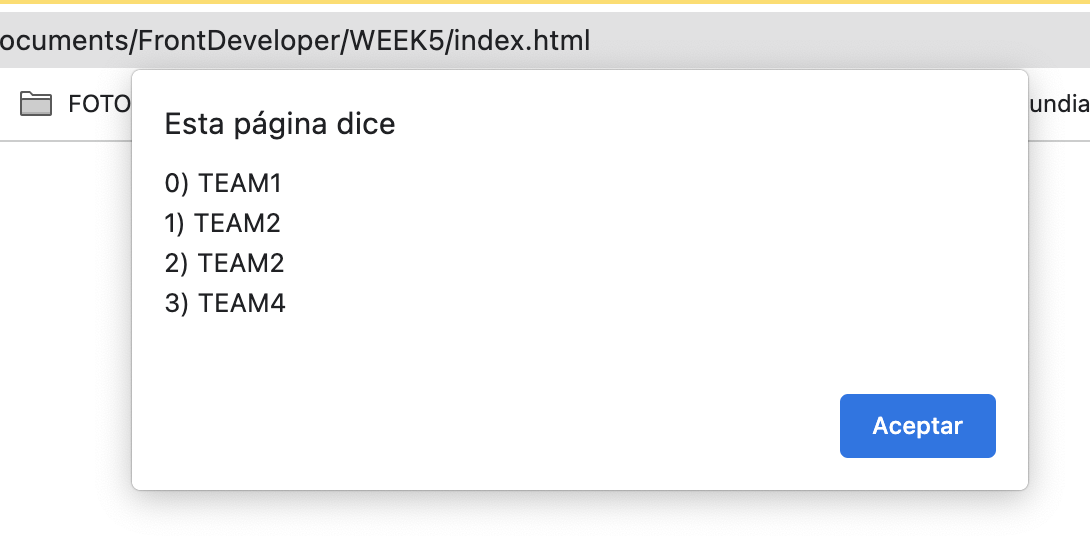 ocuments/FrontDeveloper/WEEK5/index.html
FOTO
undia
Esta página dice
0) TEAM1
1) TEAM2
2) TEAM2
3) TEAM4
Aceptar